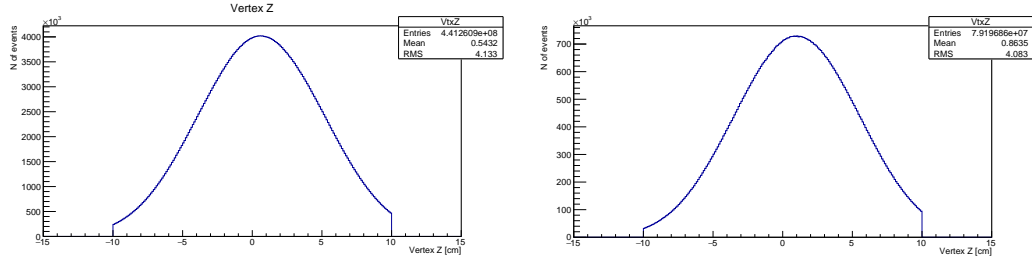 Vertex Z
×10³
N of events
VtxZ
Entries 4.412609e+08
Mean 0.5432
RMS 4.133
4000
3500
3000
2500
2000
1500
1000
500
0
−15 −10 −5 0 5 10 15
Vertex Z [cm]
×10³
N of events
VtxZ
Entries 7.919686e+07
Mean 0.8635
RMS 4.083
800
700
600
500
400
300
200
100
0
−15 −10 −5 0 5 10 15
Vertex Z [cm]